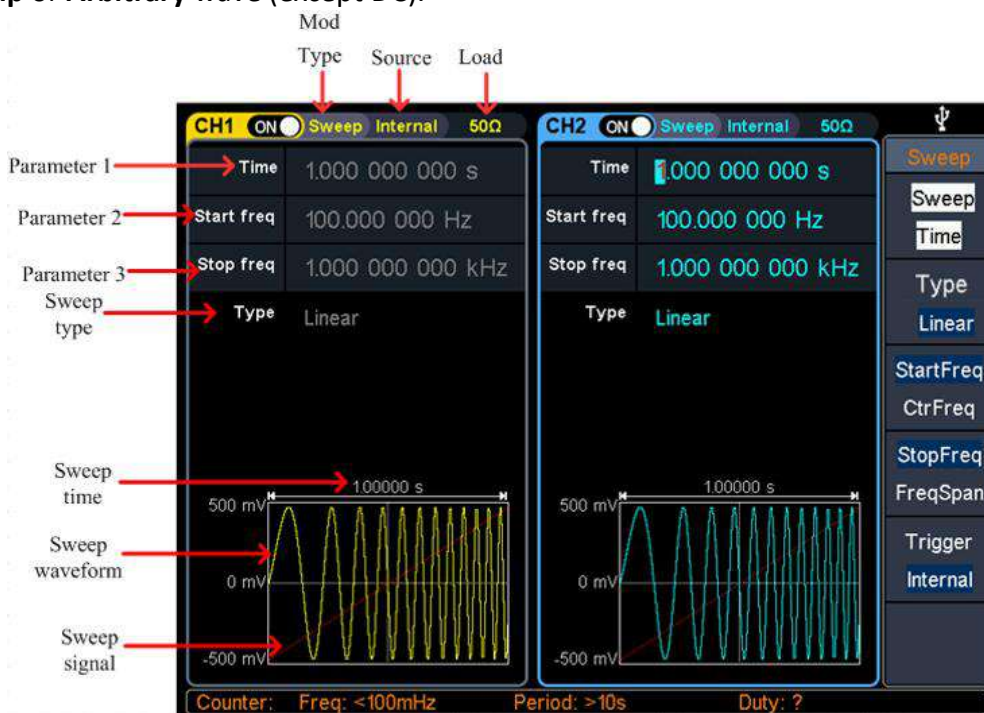 Arbitrary wave (except DC).
Mod
Type Source Load
CH1 ON Sweep Internal 50Ω
CH2 ON Sweep Internal 50Ω
Sweep
Parameter 1
Time 1.000 000 000 s
Time 1.000 000 000 s
Sweep
Time
Parameter 2
Start freq 100.000 000 Hz
Start freq 100.000 000 Hz
Parameter 3
Stop freq 1.000 000 000 kHz
Stop freq 1.000 000 000 kHz
Type
Linear
Sweep
type
Type Linear
Type Linear
StartFreq
CtrFreq
StopFreq
FreqSpan
Sweep
time
1.00000 s
1.00000 s
500 mV
500 mV
Trigger
Internal
Sweep
waveform
0 mV
0 mV
Sweep
signal
-500 mV
-500 mV
Counter: Freq: <100mHz Period: >10s Duty: ?